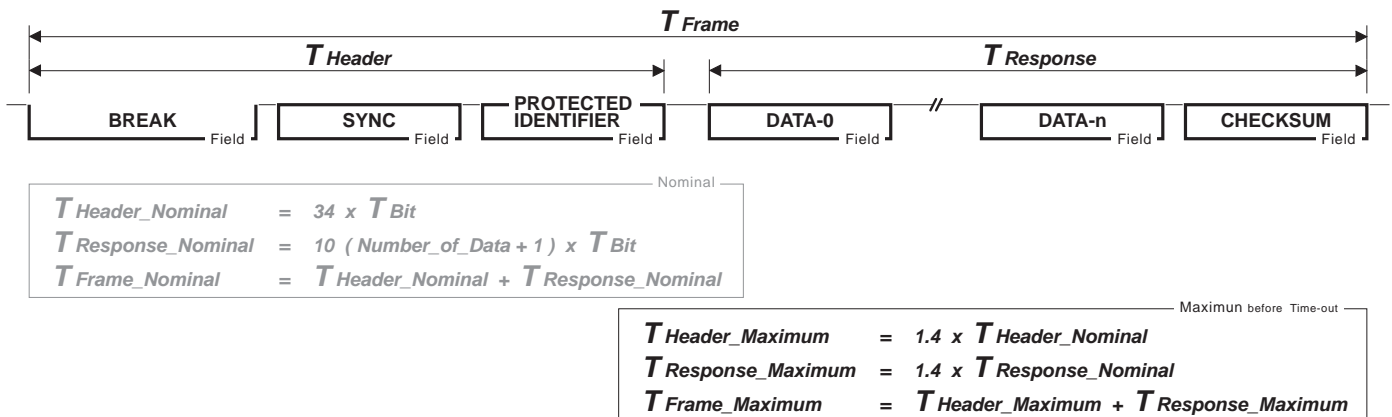 T Frame
T Header T Response
BREAK Field SYNC Field PROTECTED IDENTIFIER Field DATA-0 Field // DATA-n Field CHECKSUM Field
Nominal
T Header_Nominal = 34 x T Bit
T Response_Nominal = 10 ( Number_of_Data + 1 ) x T Bit
T Frame_Nominal = T Header_Nominal + T Response_Nominal
Maximun before Time-out
T Header_Maximum = 1.4 x T Header_Nominal
T Response_Maximum = 1.4 x T Response_Nominal
T Frame_Maximum = T Header_Maximum + T Response_Maximum